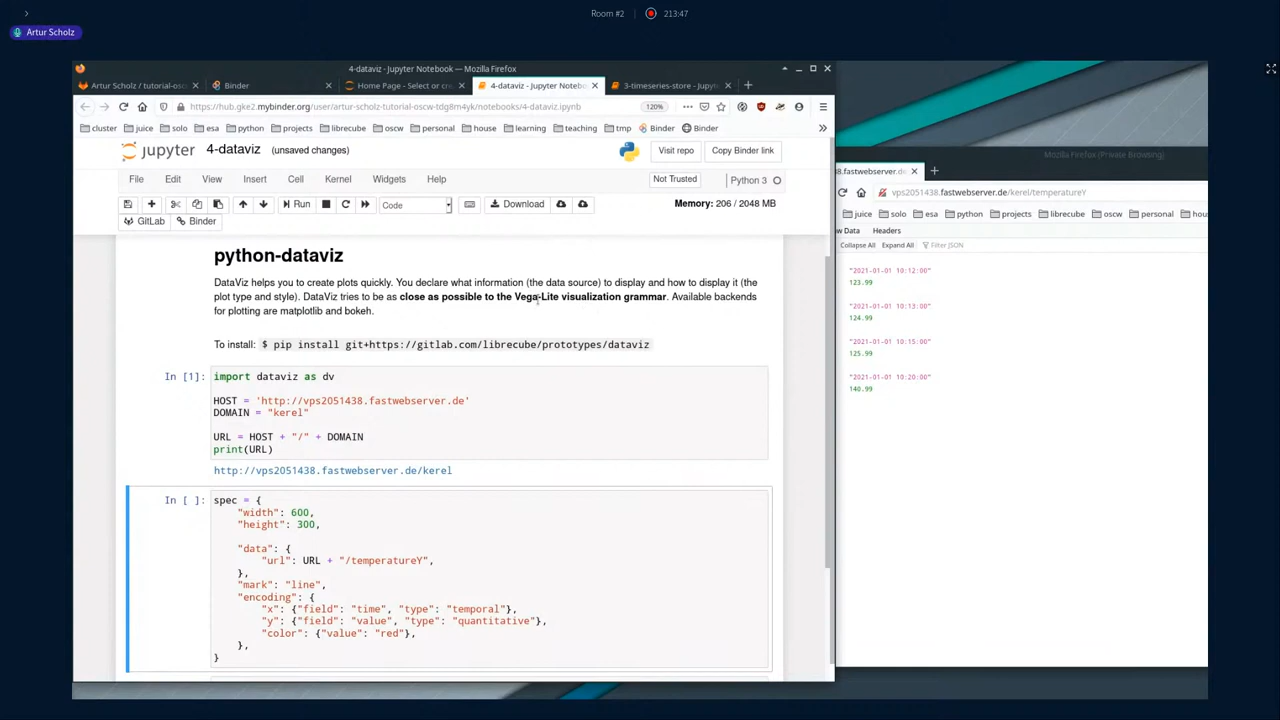 Room #2
213:47
Artur Scholz
4-dataviz - Jupyter Notebook — Mozilla Firefox
Artur Scholz / tutorial-osc
Binder
Home Page - Select or cre
4-dataviz - Jupyter Notebo
3-timeseries-store - Jupyt
https://hub.gke2.mybinder.org/user/artur-scholz-tutorial-oscw-tdg8m4yk/notebooks/4-dataviz.ipynb
120%
cluster juice solo esa python projects librecube oscw personal house learning teaching tmp Binder Binder
jupyter 4-dataviz (unsaved changes)
Visit repo
Copy Binder link
File Edit View Insert Cell Kernel Widgets Help
Not Trusted
Python 3
Run
Code
Download
Memory: 206 / 2048 MB
GitLab
Binder
python-dataviz
DataViz helps you to create plots quickly. You declare what information (the data source) to display and how to display it (the
plot type and style). DataViz tries to be as close as possible to the Vega-Lite visualization grammar. Available backends
for plotting are matplotlib and bokeh.
To install: $ pip install git+https://gitlab.com/librecube/prototypes/dataviz
In [1]: import dataviz as dv
HOST = 'http://vps2051438.fastwebserver.de'
DOMAIN = "kerel"
URL = HOST + "/" + DOMAIN
print(URL)
http://vps2051438.fastwebserver.de/kerel
In [ ]: spec = {
"width": 600,
"height": 300,
"data": {
"url": URL + "/temperatureY",
},
"mark": "line",
"encoding": {
"x": {"field": "time", "type": "temporal"},
"y": {"field": "value", "type": "quantitative"},
"color": {"value": "red"},
},
}
Mozilla Firefox (Private Browsing)
38.fastwebserver.de/kerel
vps2051438.fastwebserver.de/kerel/temperatureY
juice solo esa python projects librecube oscw personal hous
w Data Headers
Collapse All Expand All Filter JSON
"2021-01-01 10:12:00"
123.99
"2021-01-01 10:13:00"
124.99
"2021-01-01 10:15:00"
125.99
"2021-01-01 10:20:00"
140.99